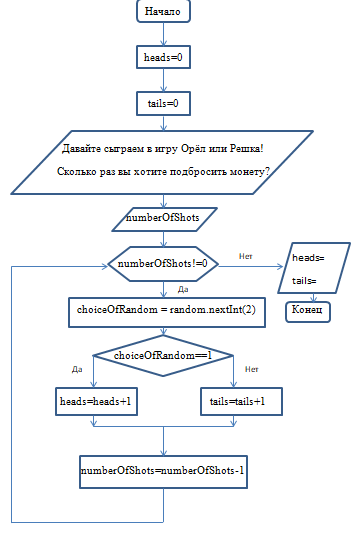 Начало
heads=0
tails=0
Давайте сыграем в игру Орёл или Решка!
Сколько раз вы хотите подбросить монету?
numberOfShots
numberOfShots!=0
Нет
heads=
tails=
Конец
Да
choiceOfRandom = random.nextInt(2)
choiceOfRandom==1
Да
Нет
heads=heads+1
tails=tails+1
numberOfShots=numberOfShots-1